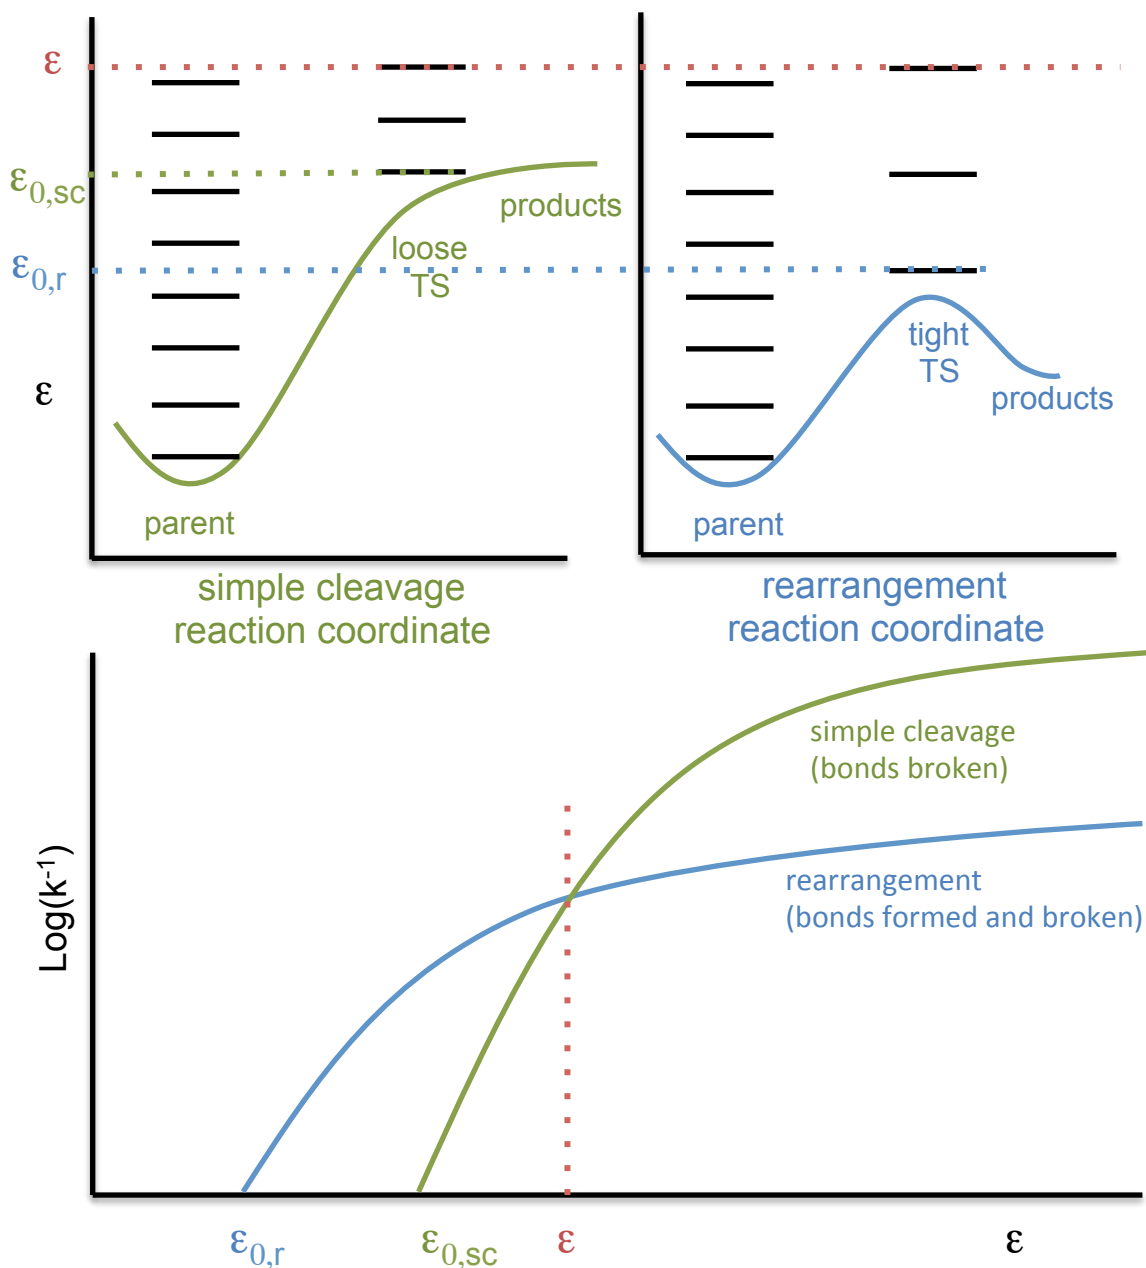 ε
ε0,sc
ε0,r
ε
loose
TS
products
parent
simple cleavage
reaction coordinate
tight
TS
products
parent
rearrangement
reaction coordinate
Log(k-1)
simple cleavage
(bonds broken)
rearrangement
(bonds formed and broken)
ε0,r
ε0,sc
ε
ε